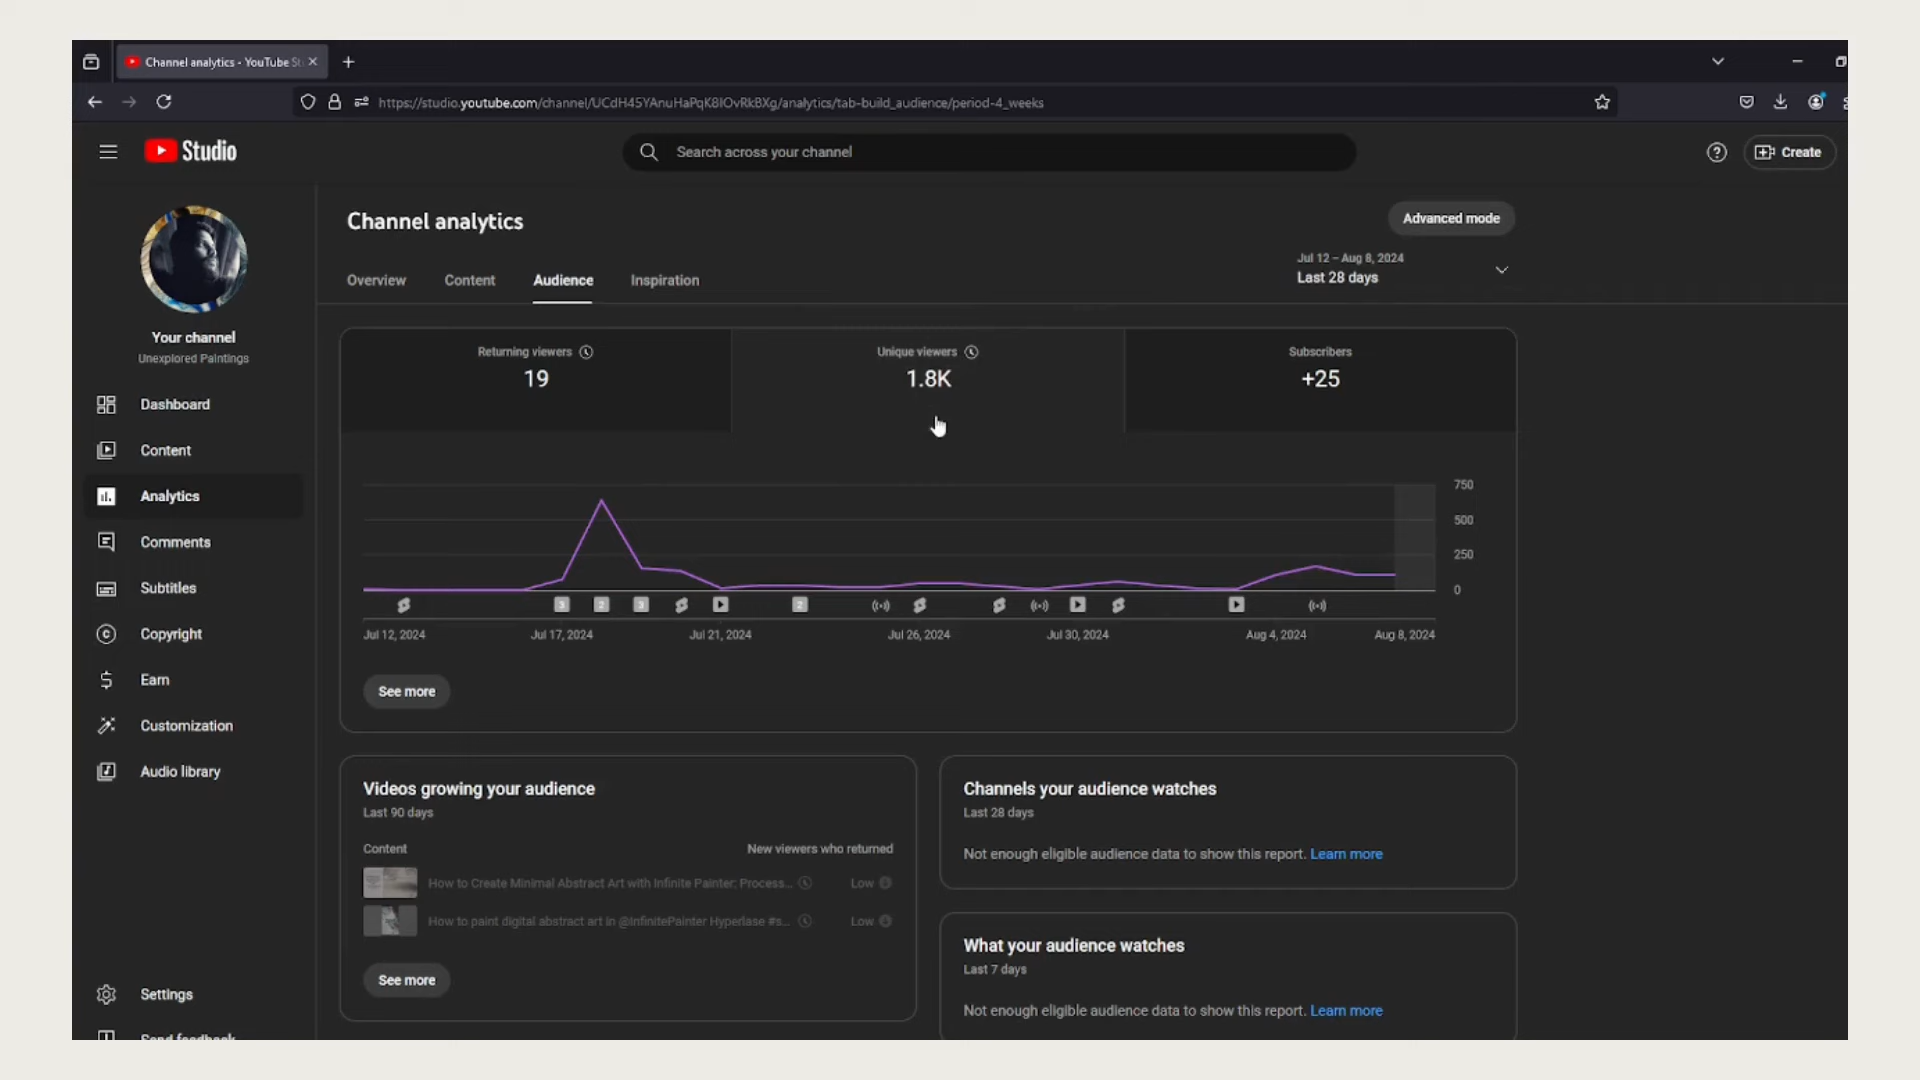 Channel analytics - YouTube St
https://studio.youtube.com/channel/UCdH45YAnuHaPqK8IOvRkBXg/analytics/tab-build_audience/period-4_weeks
Studio
Search across your channel
Create
Your channel
Unexplored Paintings
Dashboard
Content
Analytics
Comments
Subtitles
Copyright
Earn
Customization
Audio library
Settings
Send feedback
Channel analytics
Advanced mode
Overview
Content
Audience
Inspiration
Jul 12 – Aug 8, 2024
Last 28 days
Returning viewers
19
Unique viewers
1.8K
Subscribers
+25
750
500
250
0
3
2
3
2
Jul 12, 2024
Jul 17, 2024
Jul 21, 2024
Jul 26, 2024
Jul 30, 2024
Aug 4, 2024
Aug 8, 2024
See more
Videos growing your audience
Last 90 days
Content
New viewers who returned
How to Create Minimal Abstract Art with Infinite Painter: Process...
Low
How to paint digital abstract art in @InfinitePainter Hyperlase #s...
Low
See more
Channels your audience watches
Last 28 days
Not enough eligible audience data to show this report. Learn more
What your audience watches
Last 7 days
Not enough eligible audience data to show this report. Learn more